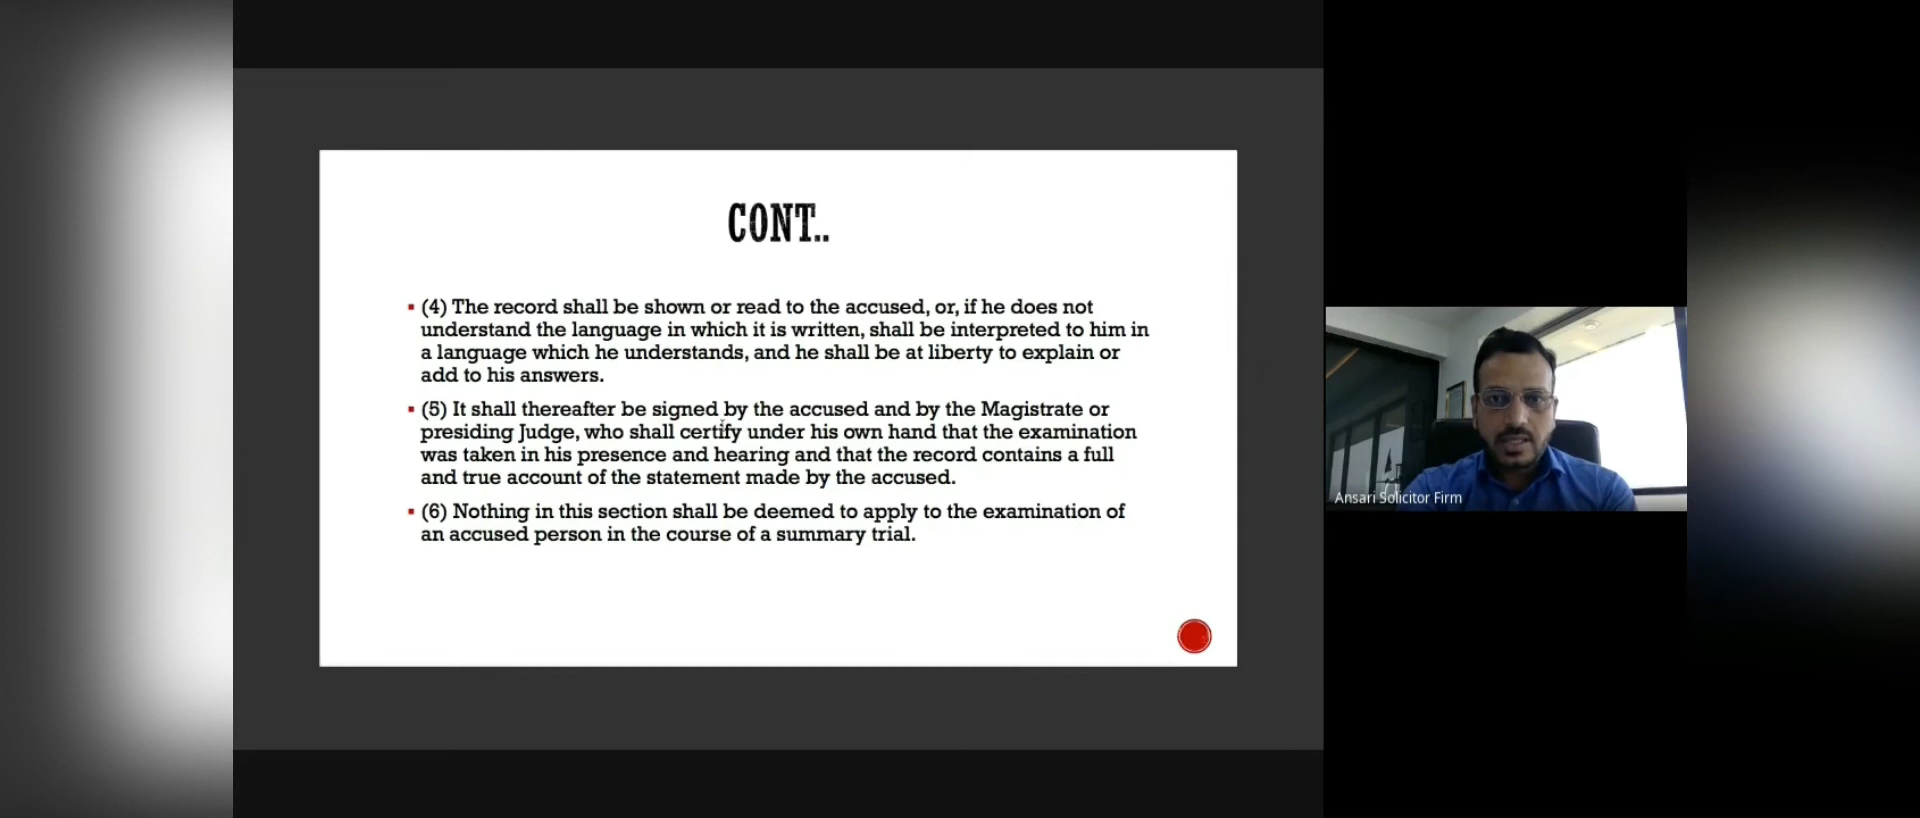 CONT..
(4) The record shall be shown or read to the accused, or, if he does not
understand the language in which it is written, shall be interpreted to him in
a language which he understands, and he shall be at liberty to explain or
add to his answers.
(5) It shall thereafter be signed by the accused and by the Magistrate or
presiding Judge, who shall certify under his own hand that the examination
was taken in his presence and hearing and that the record contains a full
and true account of the statement made by the accused.
(6) Nothing in this section shall be deemed to apply to the examination of
an accused person in the course of a summary trial.
Ansari Solicitor Firm